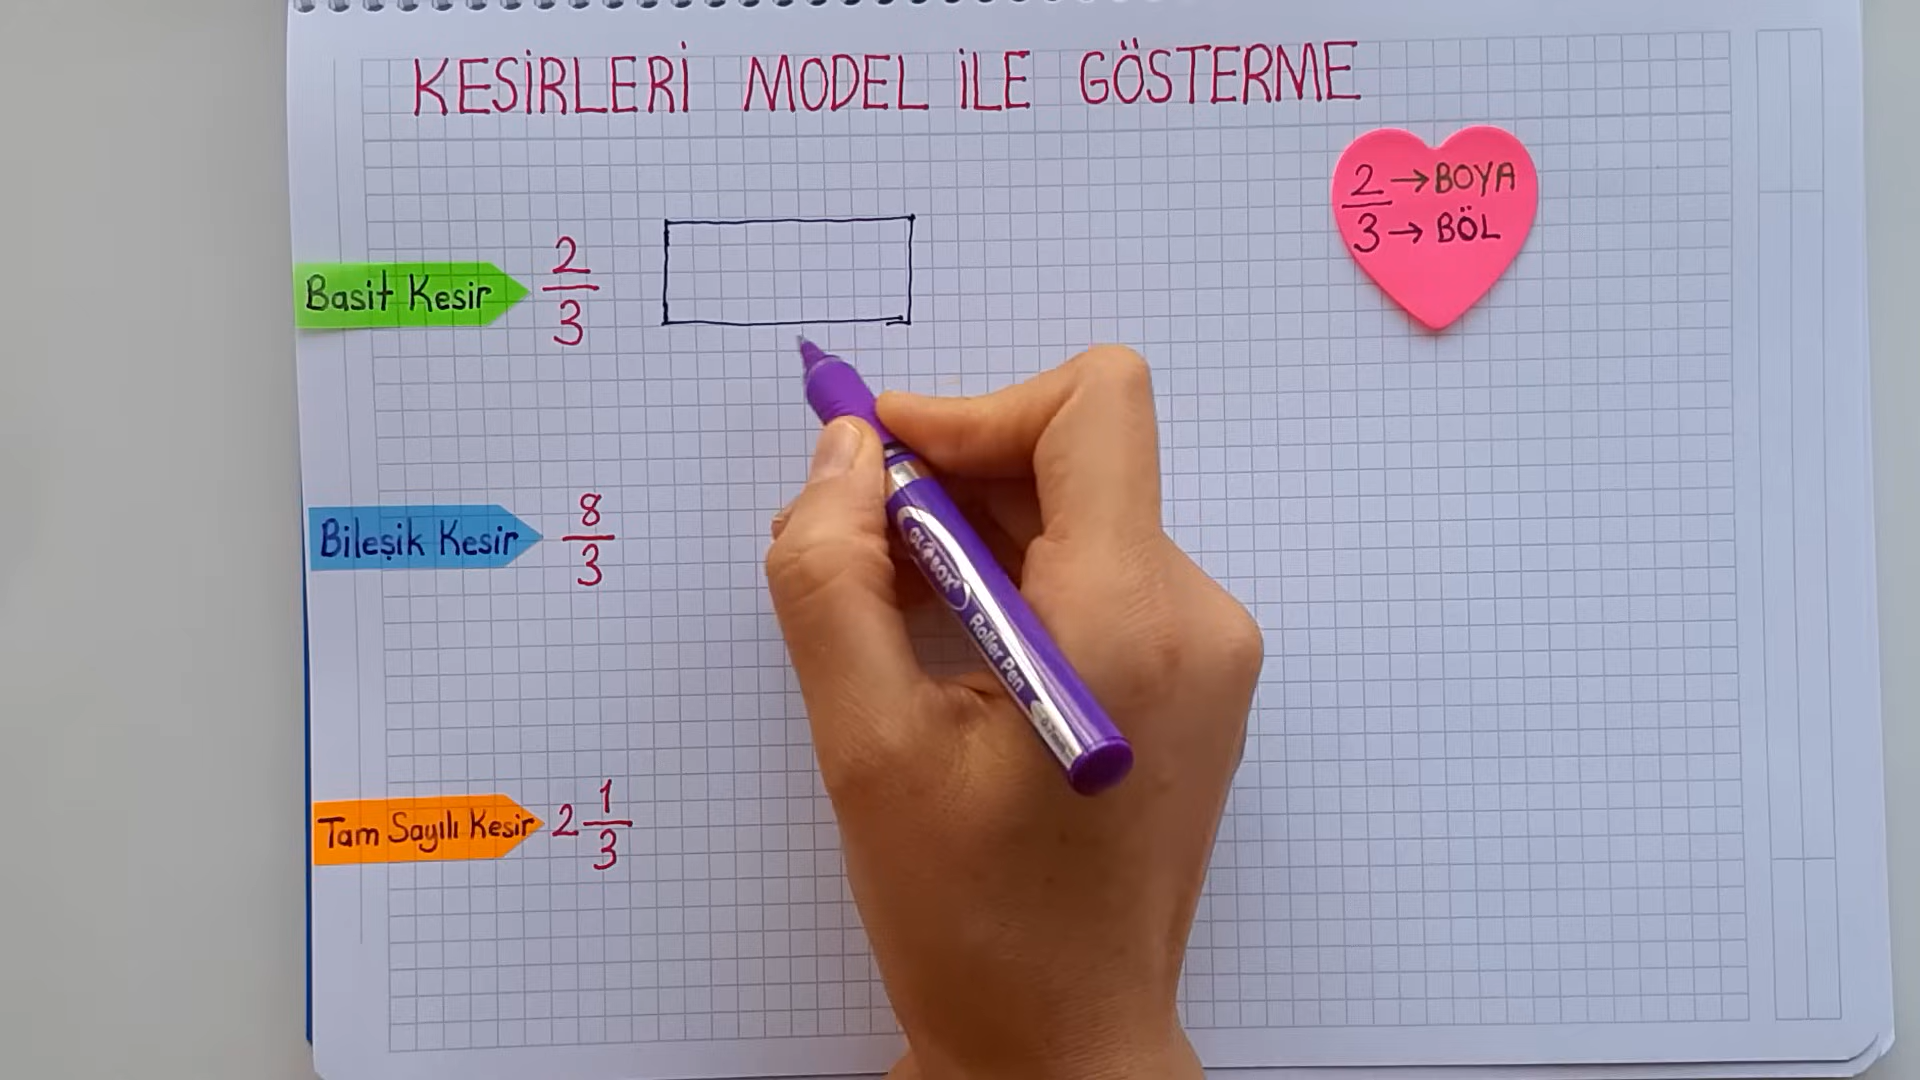 KESİRLERİ MODEL İLE GÖSTERME
2 → BOYA
3 → BÖL
Basit Kesir 2/3
Bileşik Kesir 8/3
Tam Sayılı Kesir 2 1/3
Roller Pen